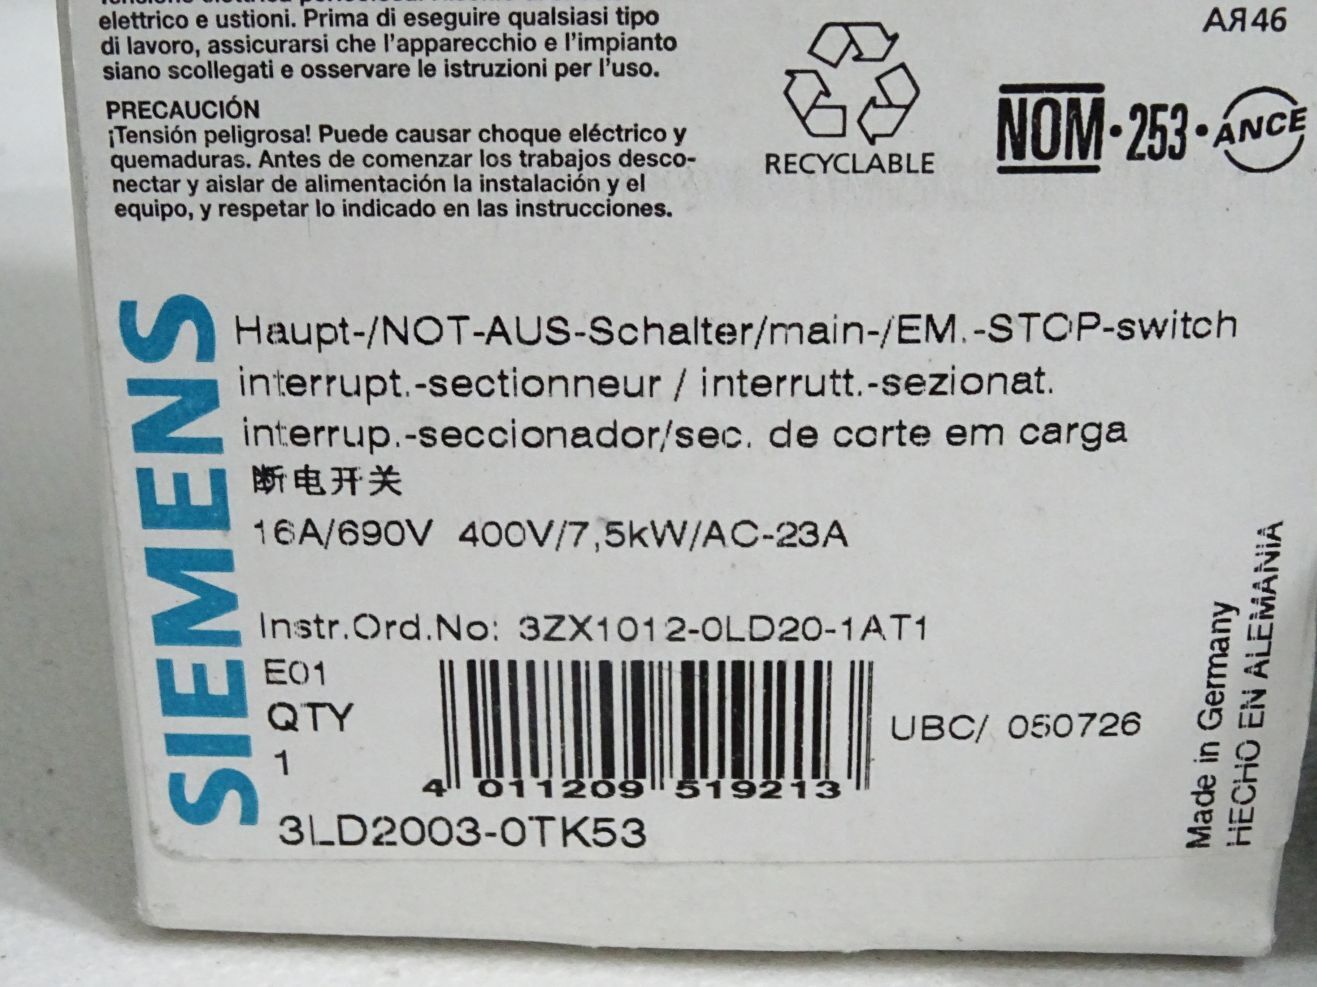 elettrico e ustioni. Prima di eseguire qualsiasi tipo
di lavoro, assicurarsi che l'apparecchio e l'impianto
siano scollegati e osservare le istruzioni per l'uso.
PRECAUCIÓN
¡Tensión peligrosa! Puede causar choque eléctrico y
quemaduras. Antes de comenzar los trabajos desco-
nectar y aislar de alimentación la instalación y el
equipo, y respetar lo indicado en las instrucciones.
RECYCLABLE
AЯ46
NOM·253·ANCE
SIEMENS
Haupt-/NOT-AUS-Schalter/main-/EM.-STOP-switch
interrupt.-sectionneur / interrutt.-sezionat.
interrup.-seccionador/sec. de corte em carga
断电开关
16A/690V 400V/7,5kW/AC-23A
Instr.Ord.No: 3ZX1012-0LD20-1AT1
E01
QTY
1
4 011209 519213
UBC/ 050726
3LD2003-0TK53
Made in Germany
HECHO EN ALEMANIA